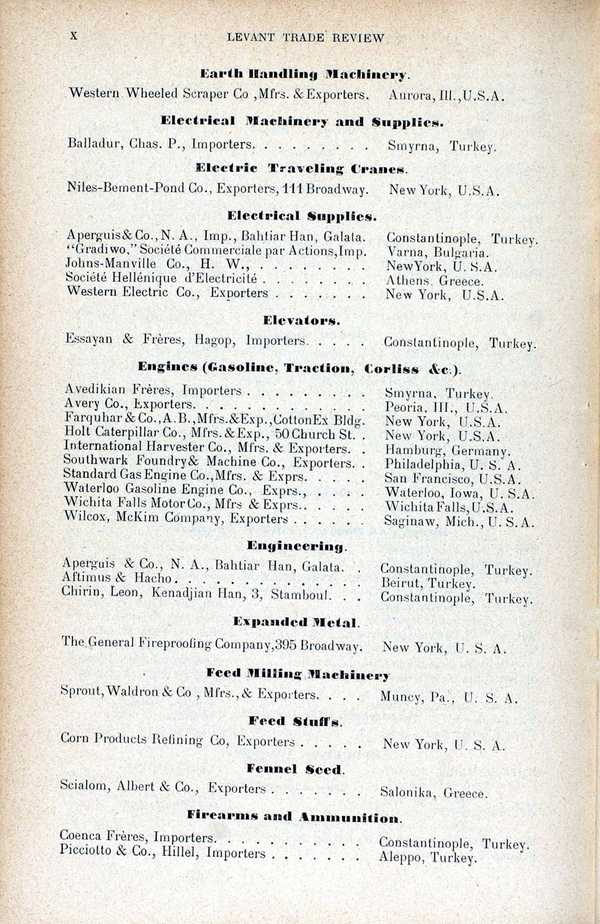 X LEVANT TRADE REVIEW
Earth Handling Machinery.
Western Wheeled Scraper Co ,Mfrs. & Exporters. Aurora, Ill.,U.S.A.
Electrical Machinery and Supplies.
Balladur, Chas. P., Importers. . . . . . . . . Smyrna, Turkey.
Electric Traveling Cranes.
Niles-Bement-Pond Co., Exporters, 111 Broadway. New York, U.S.A.
Electrical Supplies.
Aperguis& Co., N. A., Imp., Bahtiar Han, Galata. Constantinople, Turkey.
“Gradiwo,” Société Commerciale par Actions, Imp. Varna, Bulgaria.
Johns-Manville Co., H. W., . . . . . . . . NewYork, U. S.A.
Société Hellénique d'Electricité . . . . . . . . Athens, Greece.
Western Electric Co., Exporters . . . . . . . New York, U.S.A.
Elevators.
Essayan & Frères, Hagop, Importers. . . . . Constantinople, Turkey.
Engines (Gasoline, Traction, Corliss &c.).
Avedikian Frères, Importers . . . . . . . . . Smyrna, Turkey.
Avery Co., Exporters. . . . . . . . . . . . . Peoria, Ill., U.S.A.
Farquhar & Co., A.B., Mfrs.&Exp., CottonEx Bldg. New York, U.S.A.
Holt Caterpillar Co., Mfrs. & Exp., 50 Church St. . New York, U.S.A.
International Harvester Co., Mfrs. & Exporters. . Hamburg, Germany.
Southwark Foundry& Machine Co., Exporters. . Philadelphia, U. S. A.
Standard Gas Engine Co., Mfrs. & Exprs. . . . . San Francisco, U.S.A.
Waterloo Gasoline Engine Co., Exprs., . . . . Waterloo, Iowa, U. S.A.
Wichita Falls Motor Co., Mfrs & Exprs.. . . . . Wichita Falls, U.S.A.
Wilcox, McKim Company, Exporters . . . . . . Saginaw, Mich., U. S. A.
Engineering.
Aperguis & Co., N. A., Bahtiar Han, Galata. . Constantinople, Turkey.
Aftimus & Hacho. . . . . . . . . . . . . . Beirut, Turkey.
Chirin, Leon, Kenadjian Han, 3, Stamboul. . . Constantinople, Turkey.
Expanded Metal.
The General Fireproofing Company, 395 Broadway. New York, U. S. A.
Feed Milling Machinery
Sprout, Waldron & Co , Mfrs., & Exporters. . . . Muncy, Pa., U. S. A.
Feed Stuffs.
Corn Products Refining Co, Exporters . . . . . New York, U. S. A.
Fennel Seed.
Scialom, Albert & Co., Exporters . . . . . . . Salonika, Greece.
Firearms and Ammunition.
Coenca Frères, Importers. . . . . . . . . . . Constantinople, Turkey.
Picciotto & Co., Hillel, Importers . . . . . . . Aleppo, Turkey.